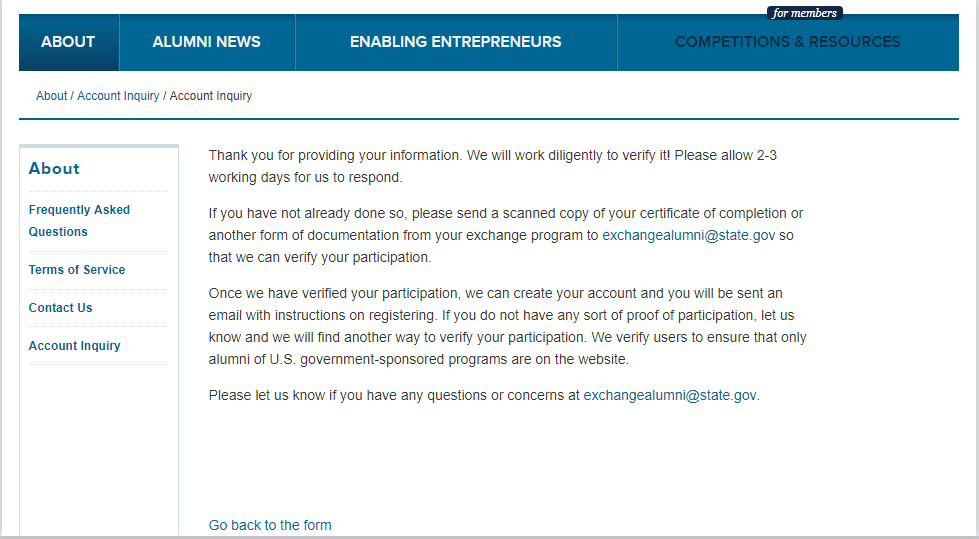 for members
ABOUT
ALUMNI NEWS
ENABLING ENTREPRENEURS
COMPETITIONS & RESOURCES
About / Account Inquiry / Account Inquiry
About
Frequently Asked
Questions
Terms of Service
Contact Us
Account Inquiry
Thank you for providing your information. We will work diligently to verify it! Please allow 2-3
working days for us to respond.
If you have not already done so, please send a scanned copy of your certificate of completion or
another form of documentation from your exchange program to exchangealumni@state.gov so
that we can verify your participation.
Once we have verified your participation, we can create your account and you will be sent an
email with instructions on registering. If you do not have any sort of proof of participation, let us
know and we will find another way to verify your participation. We verify users to ensure that only
alumni of U.S. government-sponsored programs are on the website.
Please let us know if you have any questions or concerns at exchangealumni@state.gov.
Go back to the form